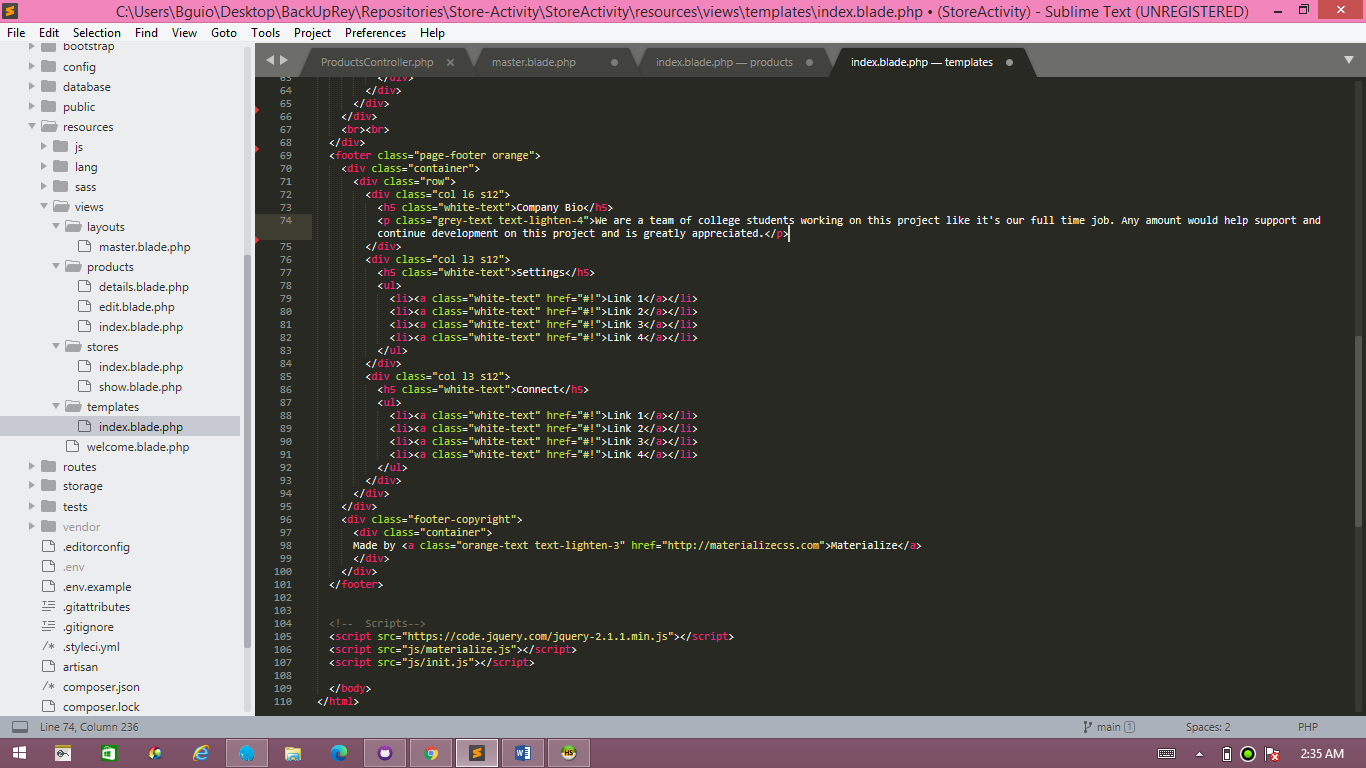 C:\Users\Bguio\Desktop\BackUpRey\Repositories\Store-Activity\StoreActivity\resources\views\templates\index.blade.php • (StoreActivity) - Sublime Text (UNREGISTERED)
File Edit Selection Find View Goto Tools Project Preferences Help
bootstrap
config
database
public
resources
js
lang
sass
views
layouts
master.blade.php
products
details.blade.php
edit.blade.php
index.blade.php
stores
index.blade.php
show.blade.php
templates
index.blade.php
welcome.blade.php
routes
storage
tests
vendor
.editorconfig
.env
.env.example
.gitattributes
.gitignore
.styleci.yml
artisan
composer.json
composer.lock
ProductsController.php master.blade.php index.blade.php — products index.blade.php — templates
63 </div>
64 </div>
65 </div>
66 </div>
67 <br><br>
68 </div>
69 <footer class="page-footer orange">
70 <div class="container">
71 <div class="row">
72 <div class="col l6 s12">
73 <h5 class="white-text">Company Bio</h5>
74 <p class="grey-text text-lighten-4">We are a team of college students working on this project like it's our full time job. Any amount would help support and
continue development on this project and is greatly appreciated.</p>
75 </div>
76 <div class="col l3 s12">
77 <h5 class="white-text">Settings</h5>
78 <ul>
79 <li><a class="white-text" href="#!">Link 1</a></li>
80 <li><a class="white-text" href="#!">Link 2</a></li>
81 <li><a class="white-text" href="#!">Link 3</a></li>
82 <li><a class="white-text" href="#!">Link 4</a></li>
83 </ul>
84 </div>
85 <div class="col l3 s12">
86 <h5 class="white-text">Connect</h5>
87 <ul>
88 <li><a class="white-text" href="#!">Link 1</a></li>
89 <li><a class="white-text" href="#!">Link 2</a></li>
90 <li><a class="white-text" href="#!">Link 3</a></li>
91 <li><a class="white-text" href="#!">Link 4</a></li>
92 </ul>
93 </div>
94 </div>
95 </div>
96 <div class="footer-copyright">
97 <div class="container">
98 Made by <a class="orange-text text-lighten-3" href="http://materializecss.com">Materialize</a>
99 </div>
100 </div>
101 </footer>
102
103
104 <!--  Scripts-->
105 <script src="https://code.jquery.com/jquery-2.1.1.min.js"></script>
106 <script src="js/materialize.js"></script>
107 <script src="js/init.js"></script>
108
109 </body>
110 </html>
Line 74, Column 236 main 1 Spaces: 2 PHP
2:35 AM